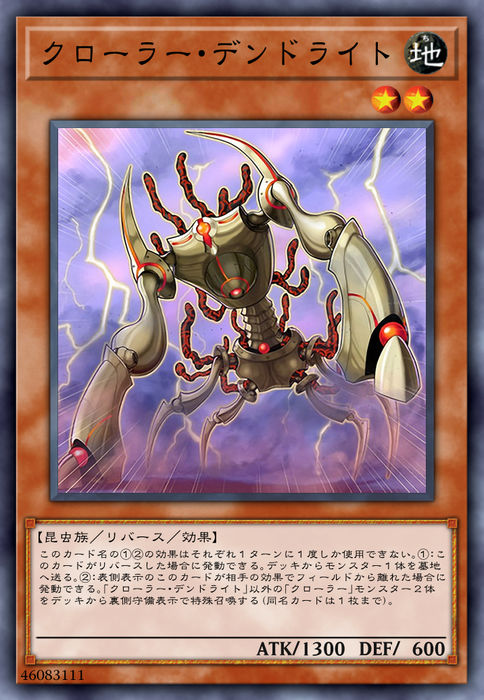 クローラー・デンドライト
地
ち
【昆虫族／リバース／効果】
このカード名の①②の効果はそれぞれ１ターンに１度しか使用できない。①：こ
のカードがリバースした場合に発動できる。デッキからモンスター１体を墓地
へ送る。②：表側表示のこのカードが相手の効果でフィールドから離れた場合に
発動できる。「クローラー・デンドライト」以外の「クローラー」モンスター２体
をデッキから裏側守備表示で特殊召喚する（同名カードは１枚まで）。
ATK/1300 DEF/ 600
46083111